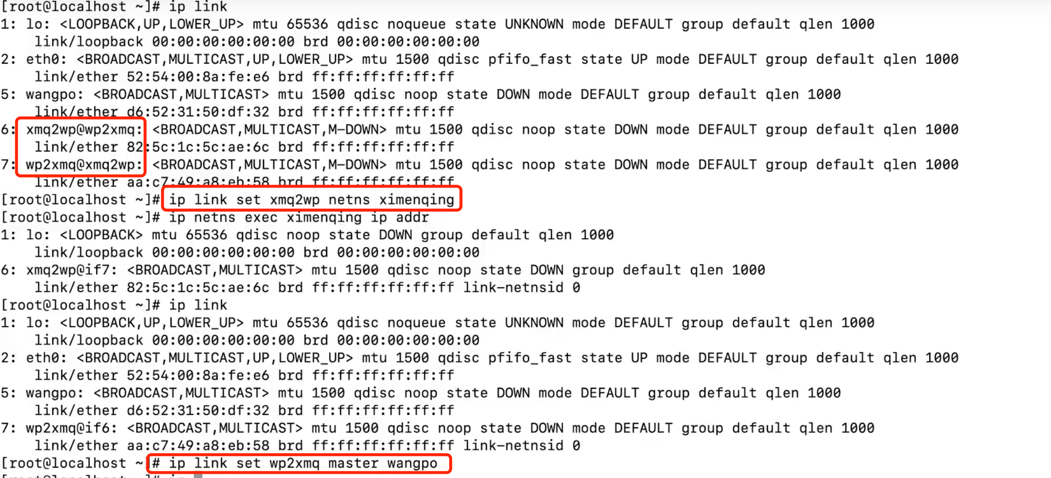 [root@localhost ~]# ip link
1: lo: <LOOPBACK,UP,LOWER_UP> mtu 65536 qdisc noqueue state UNKNOWN mode DEFAULT group default qlen 1000
    link/loopback 00:00:00:00:00:00 brd 00:00:00:00:00:00
2: eth0: <BROADCAST,MULTICAST,UP,LOWER_UP> mtu 1500 qdisc pfifo_fast state UP mode DEFAULT group default qlen 1000
    link/ether 52:54:00:8a:fe:e6 brd ff:ff:ff:ff:ff:ff
5: wangpo: <BROADCAST,MULTICAST> mtu 1500 qdisc noop state DOWN mode DEFAULT group default qlen 1000
    link/ether d6:52:31:50:df:32 brd ff:ff:ff:ff:ff:ff
6: xmq2wp@wp2xmq: <BROADCAST,MULTICAST,M-DOWN> mtu 1500 qdisc noop state DOWN mode DEFAULT group default qlen 1000
    link/ether 82:5c:1c:5c:ae:6c brd ff:ff:ff:ff:ff:ff
7: wp2xmq@xmq2wp: <BROADCAST,MULTICAST,M-DOWN> mtu 1500 qdisc noop state DOWN mode DEFAULT group default qlen 1000
    link/ether aa:c7:49:a8:eb:58 brd ff:ff:ff:ff:ff:ff
[root@localhost ~]# ip link set xmq2wp netns ximenqing
[root@localhost ~]# ip netns exec ximenqing ip addr
1: lo: <LOOPBACK> mtu 65536 qdisc noop state DOWN group default qlen 1000
    link/loopback 00:00:00:00:00:00 brd 00:00:00:00:00:00
6: xmq2wp@if7: <BROADCAST,MULTICAST> mtu 1500 qdisc noop state DOWN group default qlen 1000
    link/ether 82:5c:1c:5c:ae:6c brd ff:ff:ff:ff:ff:ff link-netnsid 0
[root@localhost ~]# ip link
1: lo: <LOOPBACK,UP,LOWER_UP> mtu 65536 qdisc noqueue state UNKNOWN mode DEFAULT group default qlen 1000
    link/loopback 00:00:00:00:00:00 brd 00:00:00:00:00:00
2: eth0: <BROADCAST,MULTICAST,UP,LOWER_UP> mtu 1500 qdisc pfifo_fast state UP mode DEFAULT group default qlen 1000
    link/ether 52:54:00:8a:fe:e6 brd ff:ff:ff:ff:ff:ff
5: wangpo: <BROADCAST,MULTICAST> mtu 1500 qdisc noop state DOWN mode DEFAULT group default qlen 1000
    link/ether d6:52:31:50:df:32 brd ff:ff:ff:ff:ff:ff
7: wp2xmq@if6: <BROADCAST,MULTICAST> mtu 1500 qdisc noop state DOWN mode DEFAULT group default qlen 1000
    link/ether aa:c7:49:a8:eb:58 brd ff:ff:ff:ff:ff:ff link-netnsid 0
[root@localhost ~]# ip link set wp2xmq master wangpo